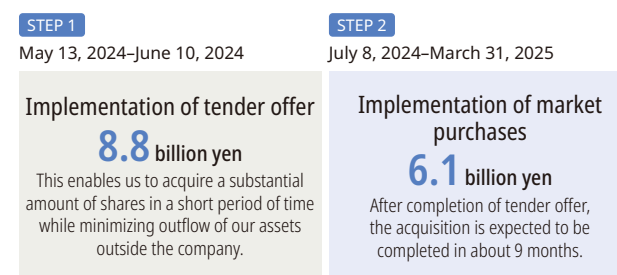 STEP 1
May 13, 2024–June 10, 2024
Implementation of tender offer
8.8 billion yen
This enables us to acquire a substantial
amount of shares in a short period of time
while minimizing outflow of our assets
outside the company.
STEP 2
July 8, 2024–March 31, 2025
Implementation of market
purchases
6.1 billion yen
After completion of tender offer,
the acquisition is expected to be
completed in about 9 months.